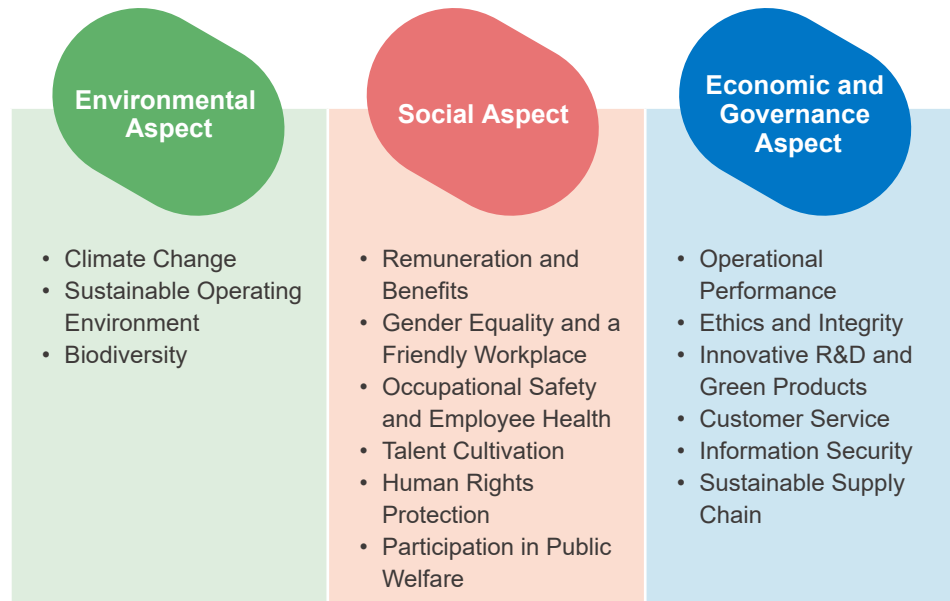 Environmental
Aspect
• Climate Change
• Sustainable Operating
Environment
• Biodiversity
Social Aspect
• Remuneration and
Benefits
• Gender Equality and a
Friendly Workplace
• Occupational Safety
and Employee Health
• Talent Cultivation
• Human Rights
Protection
• Participation in Public
Welfare
Economic and
Governance
Aspect
• Operational
Performance
• Ethics and Integrity
• Innovative R&D and
Green Products
• Customer Service
• Information Security
• Sustainable Supply
Chain